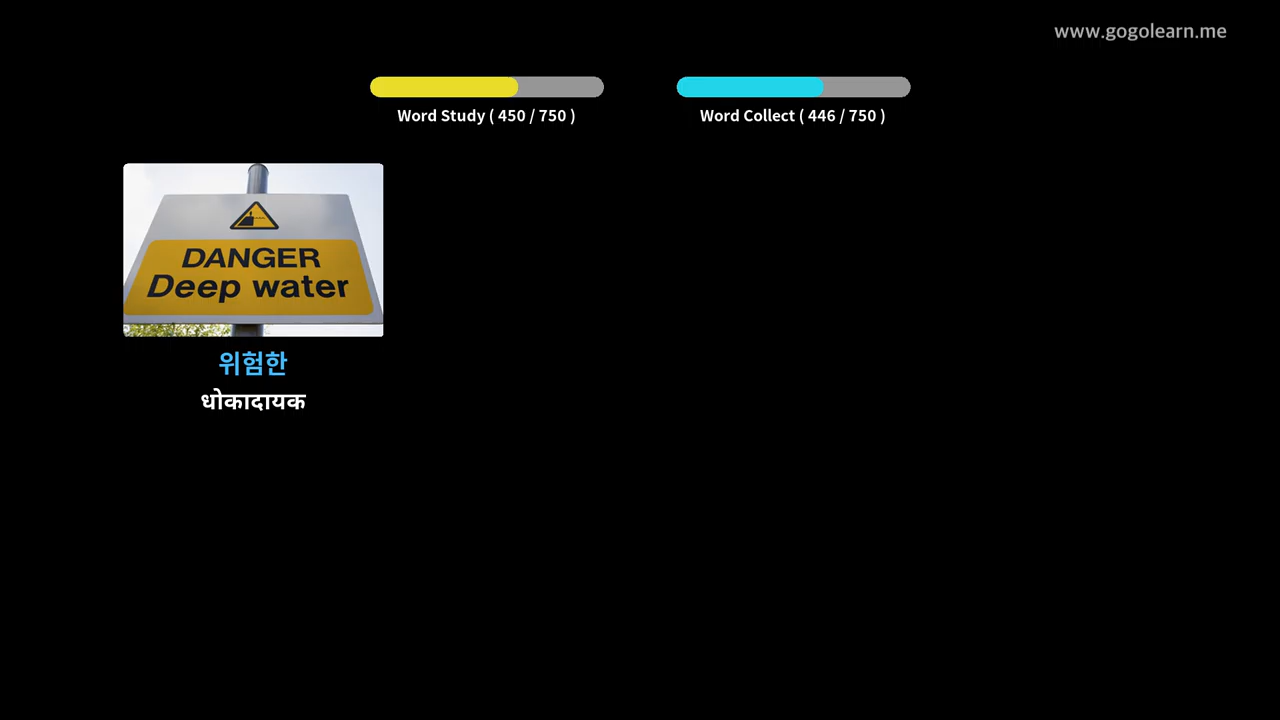 www.gogolearn.me
Word Study ( 450 / 750 )
Word Collect ( 446 / 750 )
DANGER
Deep water
위험한
धोकादायक